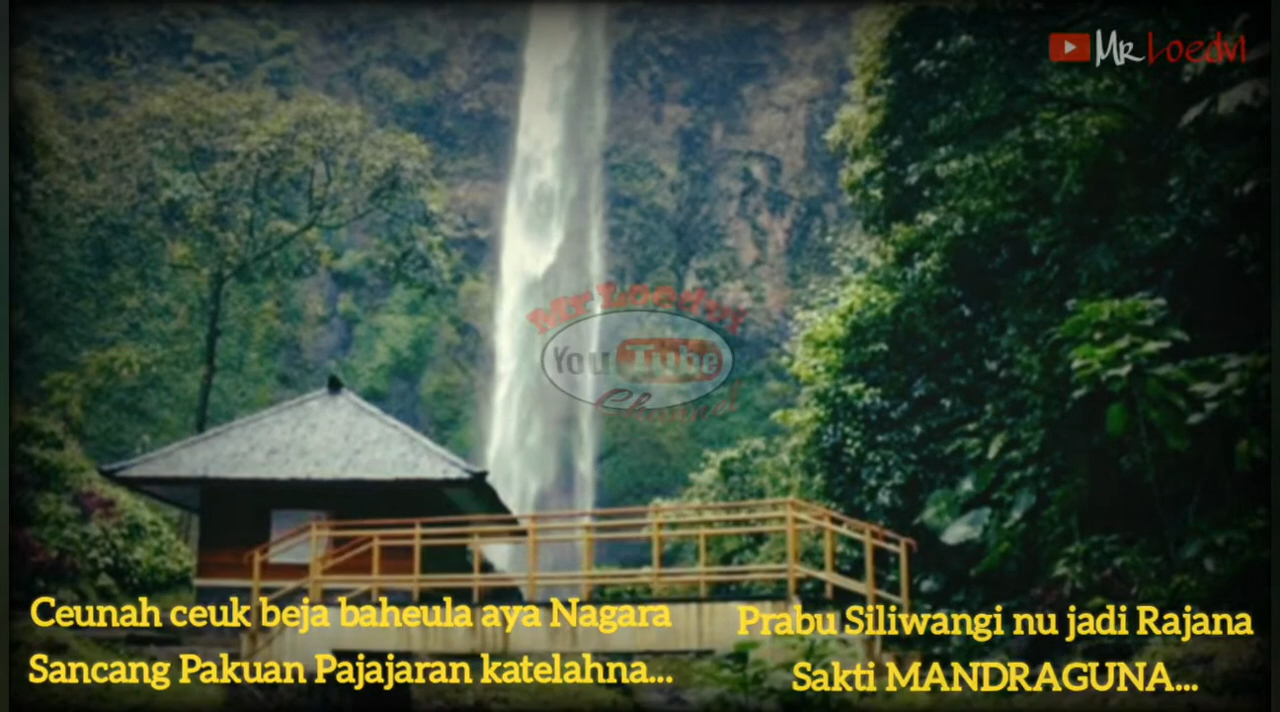 Mr Loedvi
Mr Loedvi
YouTube
Channel
Ceunah ceuk beja baheula aya Nagara
Sancang Pakuan Pajajaran katelahna...
Prabu Siliwangi nu jadi Rajana
Sakti MANDRAGUNA...